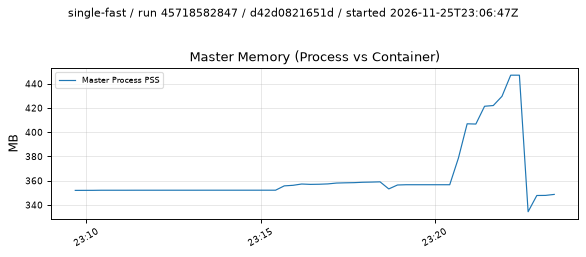 single-fast / run 45718582847 / d42d0821651d / started 2026-11-25T23:06:47Z
Master Memory (Process vs Container)
Master Process PSS
MB
440
420
400
380
360
340
23:10
23:15
23:20